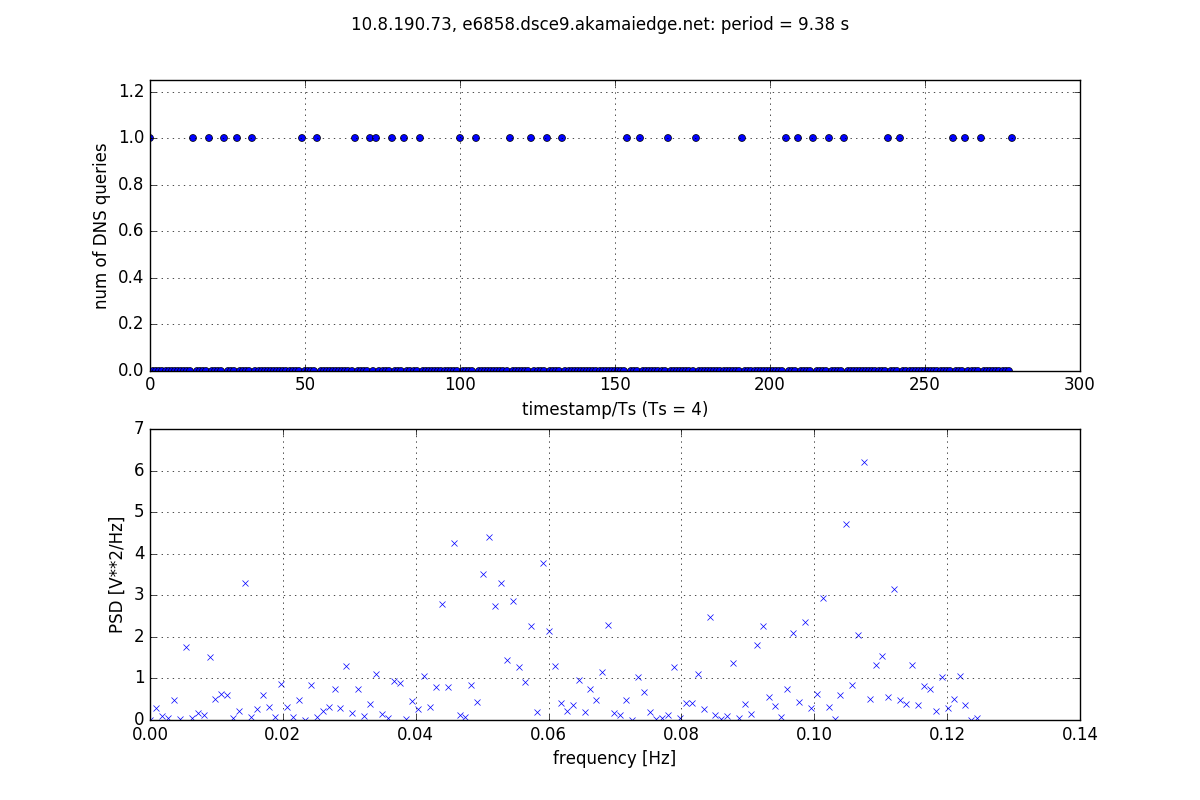 10.8.190.73, e6858.dsce9.akamaiedge.net: period = 9.38 s
1.2
1.0
0.8
0.6
0.4
0.2
0.0
num of DNS queries
0 50 100 150 200 250 300
timestamp/Ts (Ts = 4)
7
6
5
4
3
2
1
0
PSD [V**2/Hz]
0.00 0.02 0.04 0.06 0.08 0.10 0.12 0.14
frequency [Hz]